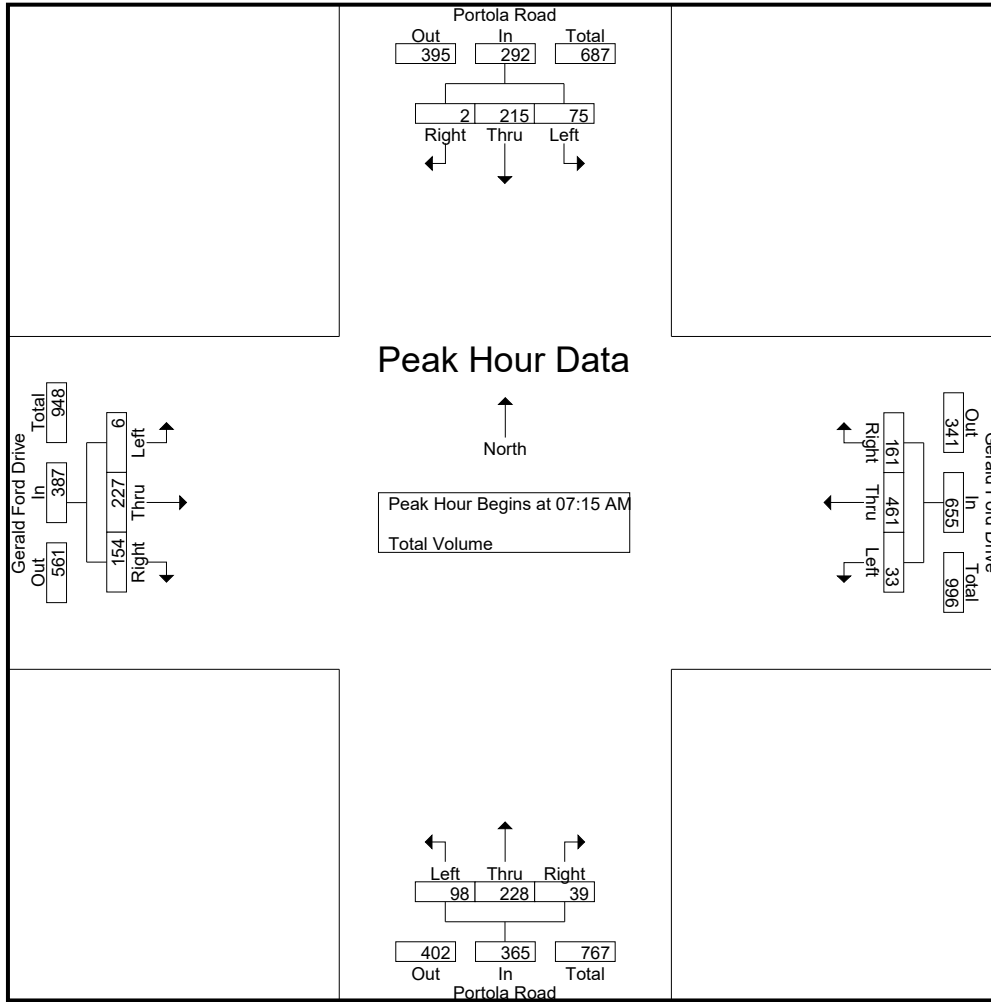 Portola Road
Out In Total
395 292 687
2 215 75
Right Thru Left
Peak Hour Data
North
Peak Hour Begins at 07:15 AM
Total Volume
Gerald Ford Drive
Out In Total
561 387 948
6 227 154
Left Thru Right
Gerald Ford Drive
Out In Total
341 655 996
161 461 33
Right Thru Left
Left Thru Right
98 228 39
402 365 767
Out In Total
Portola Road